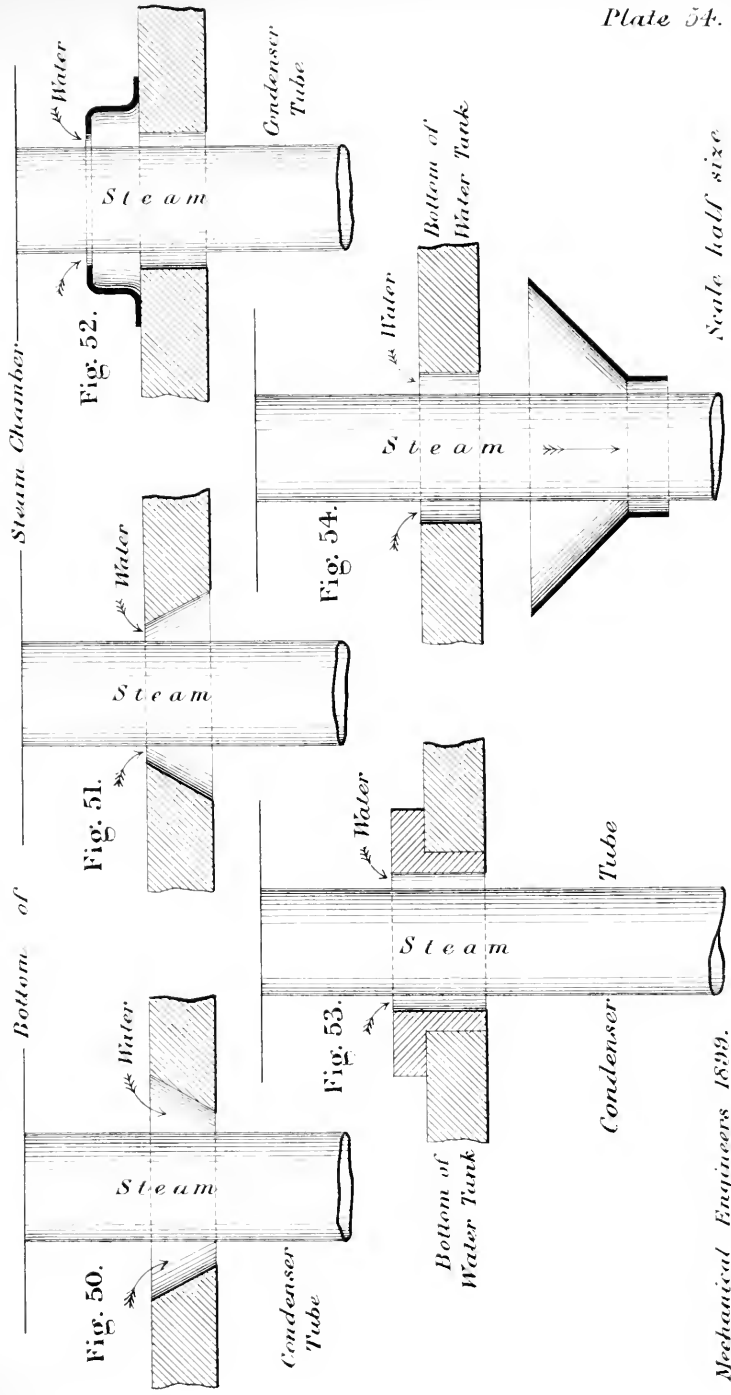 Plate 54.
Bottom of Steam Chamber
Fig. 50.
Water
Steam
Condenser
Tube
Fig. 51.
Water
Steam
Fig. 52.
Water
Steam
Condenser
Tube
Fig. 53.
Water
Steam
Bottom of
Water Tank
Condenser Tube
Fig. 54.
Water
Steam
Bottom of
Water Tank
Mechanical Engineers 1899.
Scale half size